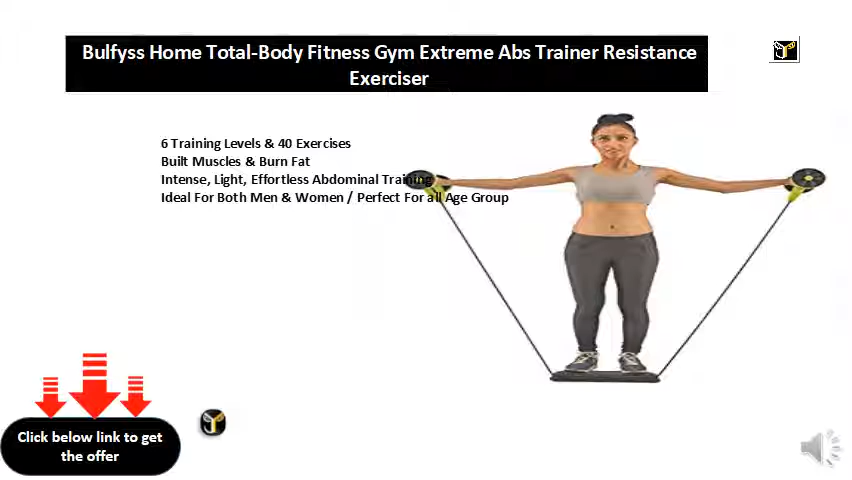 Bulfyss Home Total-Body Fitness Gym Extreme Abs Trainer Resistance
Exerciser
6 Training Levels & 40 Exercises
Built Muscles & Burn Fat
Intense, Light, Effortless Abdominal Training
Ideal For Both Men & Women / Perfect For all Age Group
Click below link to get
the offer